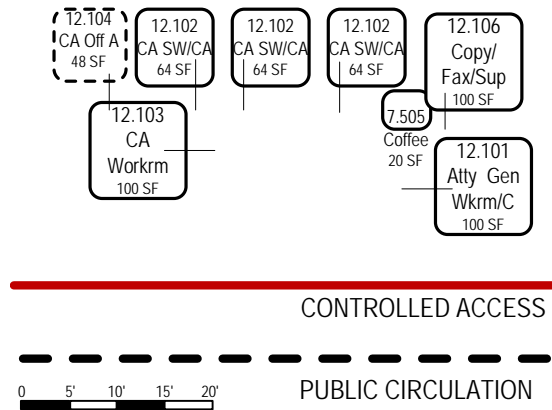 12.104
CA Off A
48 SF
12.102
CA SW/CA
64 SF
12.102
CA SW/CA
64 SF
12.102
CA SW/CA
64 SF
12.106
Copy/
Fax/Sup
100 SF
12.103
CA
Workrm
100 SF
7.505
Coffee
20 SF
12.101
Atty Gen
Wkrm/C
100 SF
CONTROLLED ACCESS
PUBLIC CIRCULATION
0 5' 10' 15' 20'